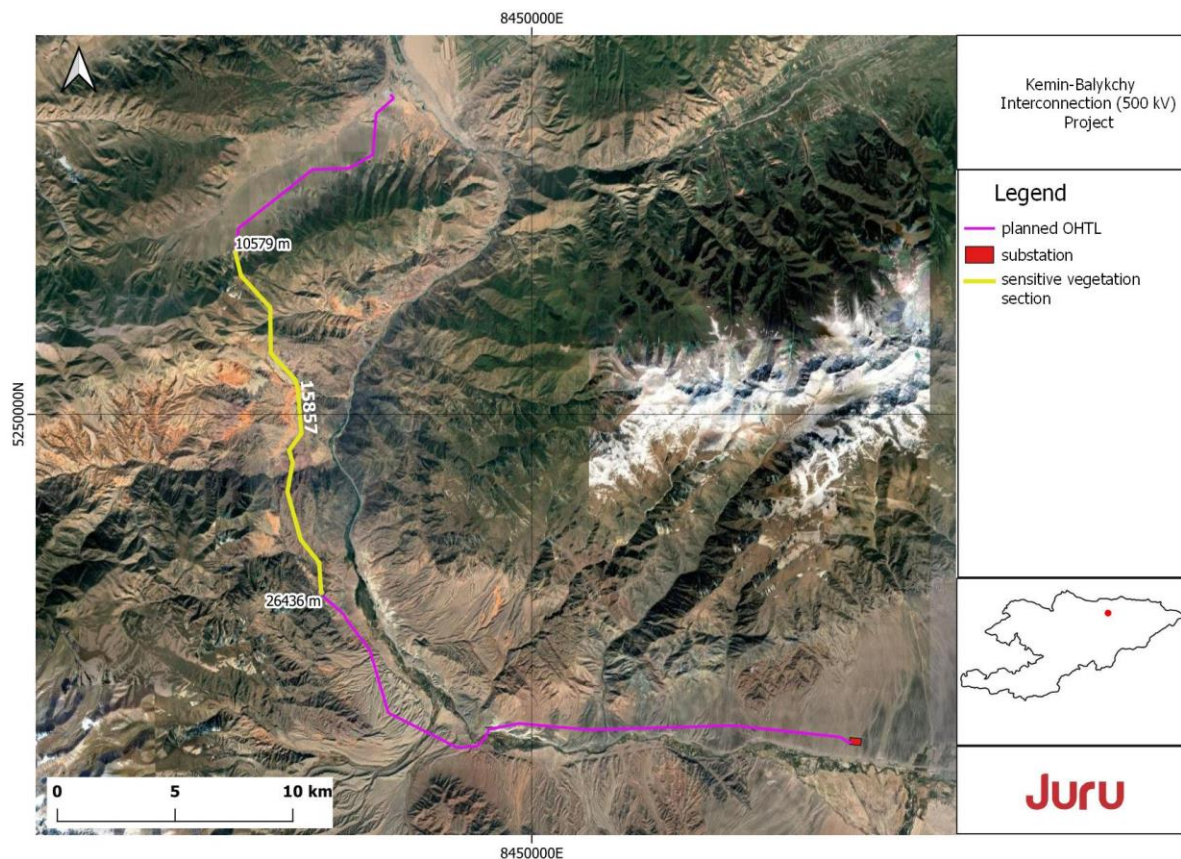 8450000E
Kemin-Balykchy
Interconnection (500 kV)
Project
Legend
planned OHTL
substation
sensitive vegetation
section
10579 m
5250000N
15857
26436 m
0 5 10 km
Juru
8450000E